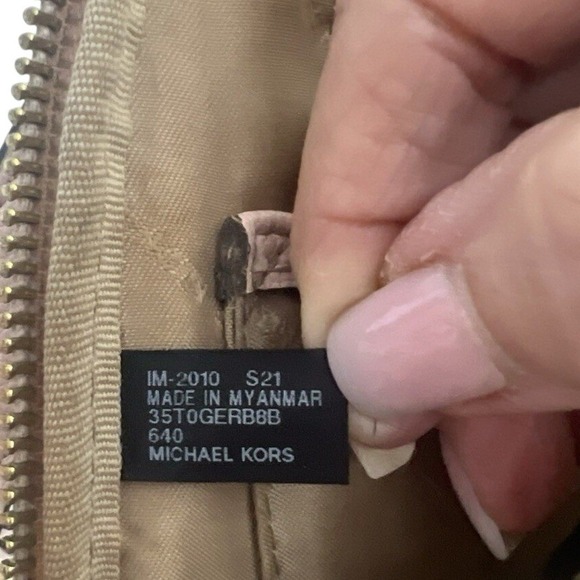 IM-2010 S21
MADE IN MYANMAR
35T0GERB8B
640
MICHAEL KORS